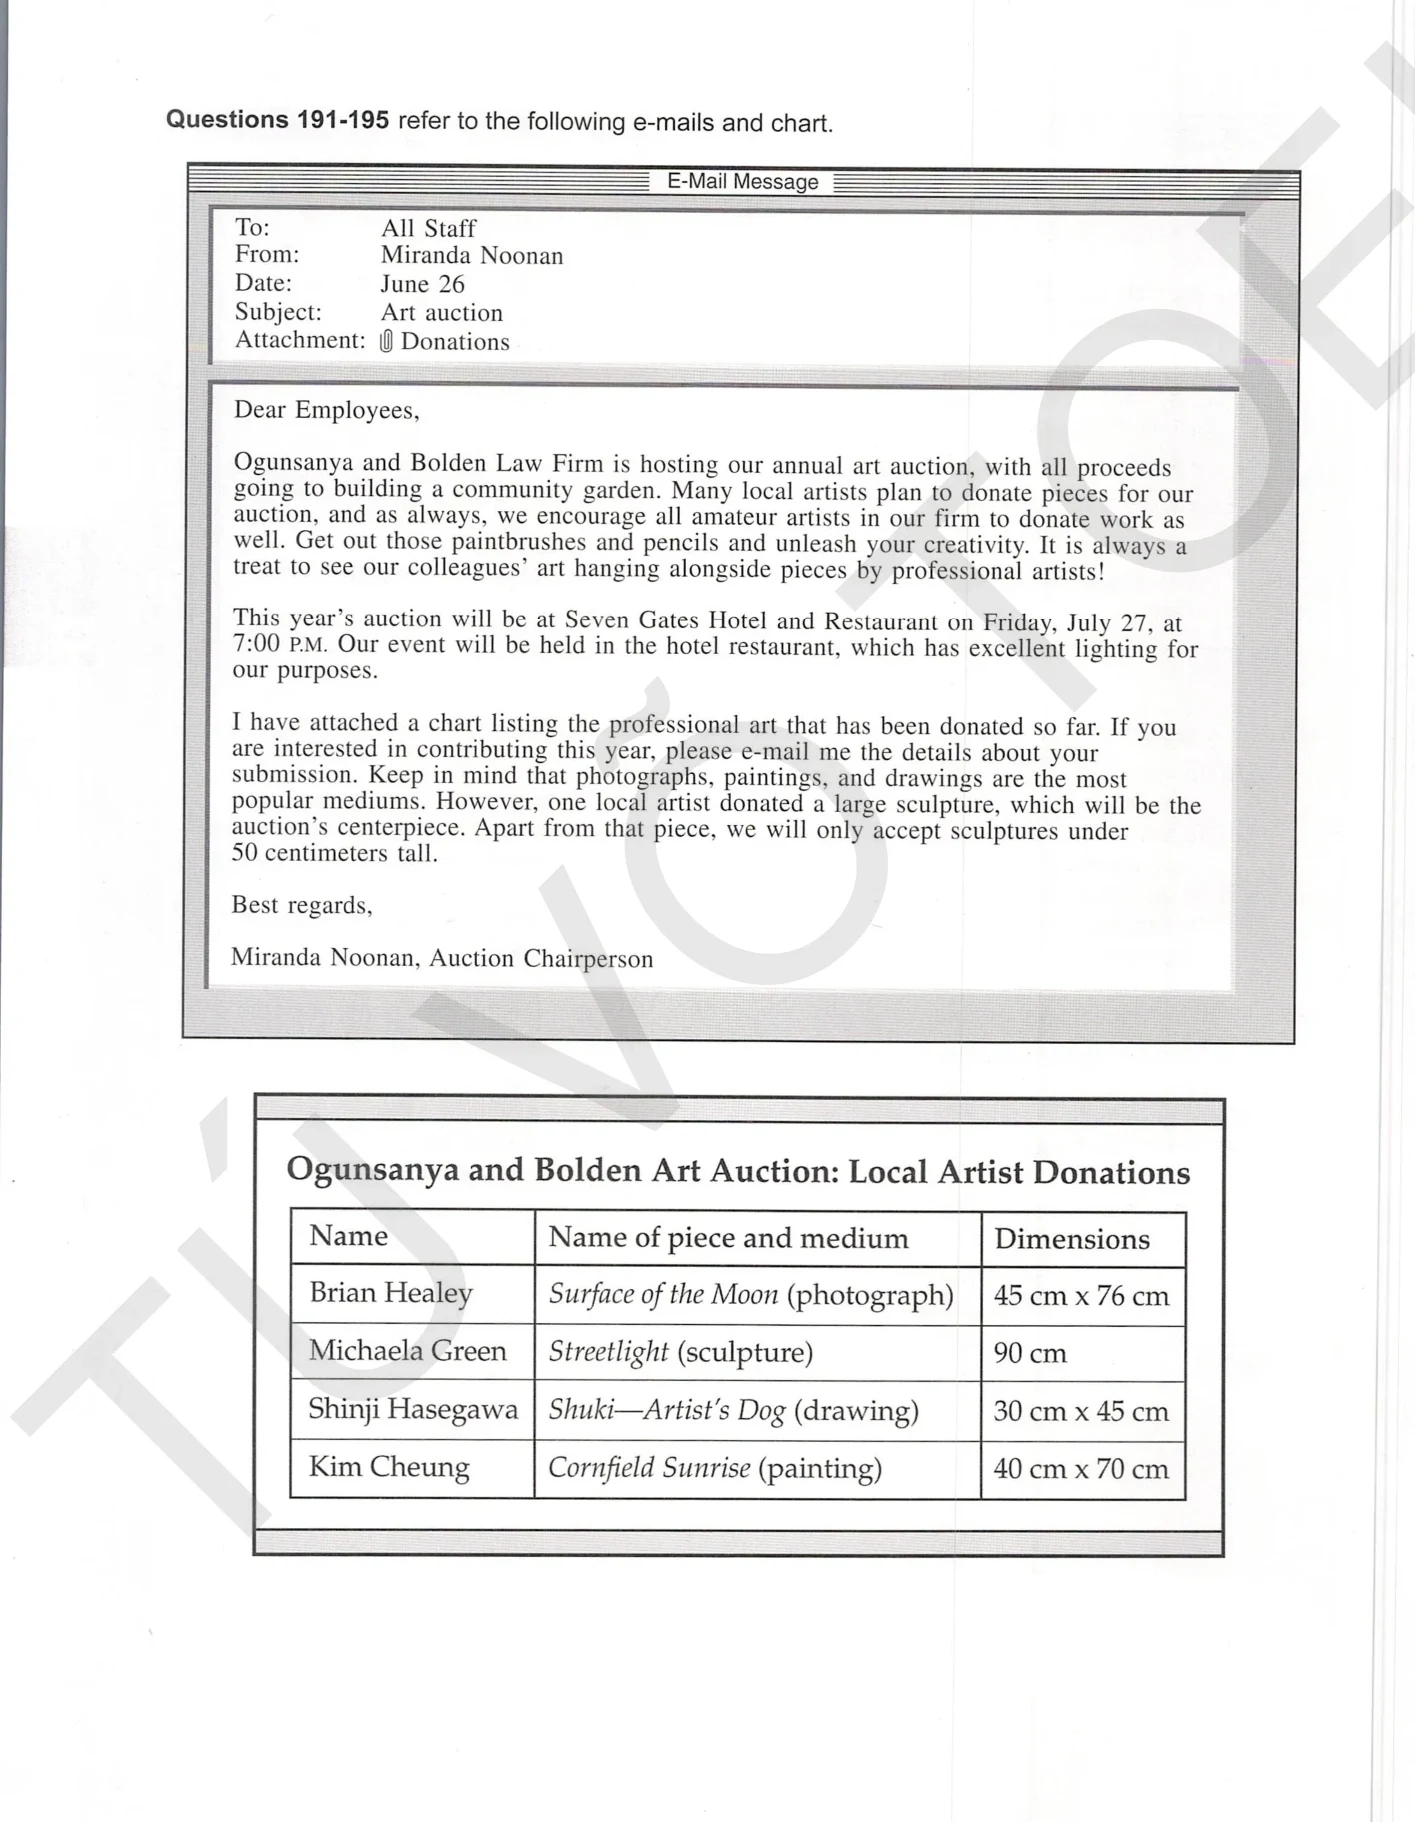 Questions 191-195 refer to the following e-mails and chart.
E-Mail Message
To: All Staff
From: Miranda Noonan
Date: June 26
Subject: Art auction
Attachment: Donations
Dear Employees,
Ogunsanya and Bolden Law Firm is hosting our annual art auction, with all proceeds
going to building a community garden. Many local artists plan to donate pieces for our
auction, and as always, we encourage all amateur artists in our firm to donate work as
well. Get out those paintbrushes and pencils and unleash your creativity. It is always a
treat to see our colleagues' art hanging alongside pieces by professional artists!
This year's auction will be at Seven Gates Hotel and Restaurant on Friday, July 27, at
7:00 P.M. Our event will be held in the hotel restaurant, which has excellent lighting for
our purposes.
I have attached a chart listing the professional art that has been donated so far. If you
are interested in contributing this year, please e-mail me the details about your
submission. Keep in mind that photographs, paintings, and drawings are the most
popular mediums. However, one local artist donated a large sculpture, which will be the
auction's centerpiece. Apart from that piece, we will only accept sculptures under
50 centimeters tall.
Best regards,
Miranda Noonan, Auction Chairperson
Ogunsanya and Bolden Art Auction: Local Artist Donations
Name Name of piece and medium Dimensions
Brian Healey Surface of the Moon (photograph) 45 cm x 76 cm
Michaela Green Streetlight (sculpture) 90 cm
Shinji Hasegawa Shuki—Artist's Dog (drawing) 30 cm x 45 cm
Kim Cheung Cornfield Sunrise (painting) 40 cm x 70 cm
TÚ VÕ TOE